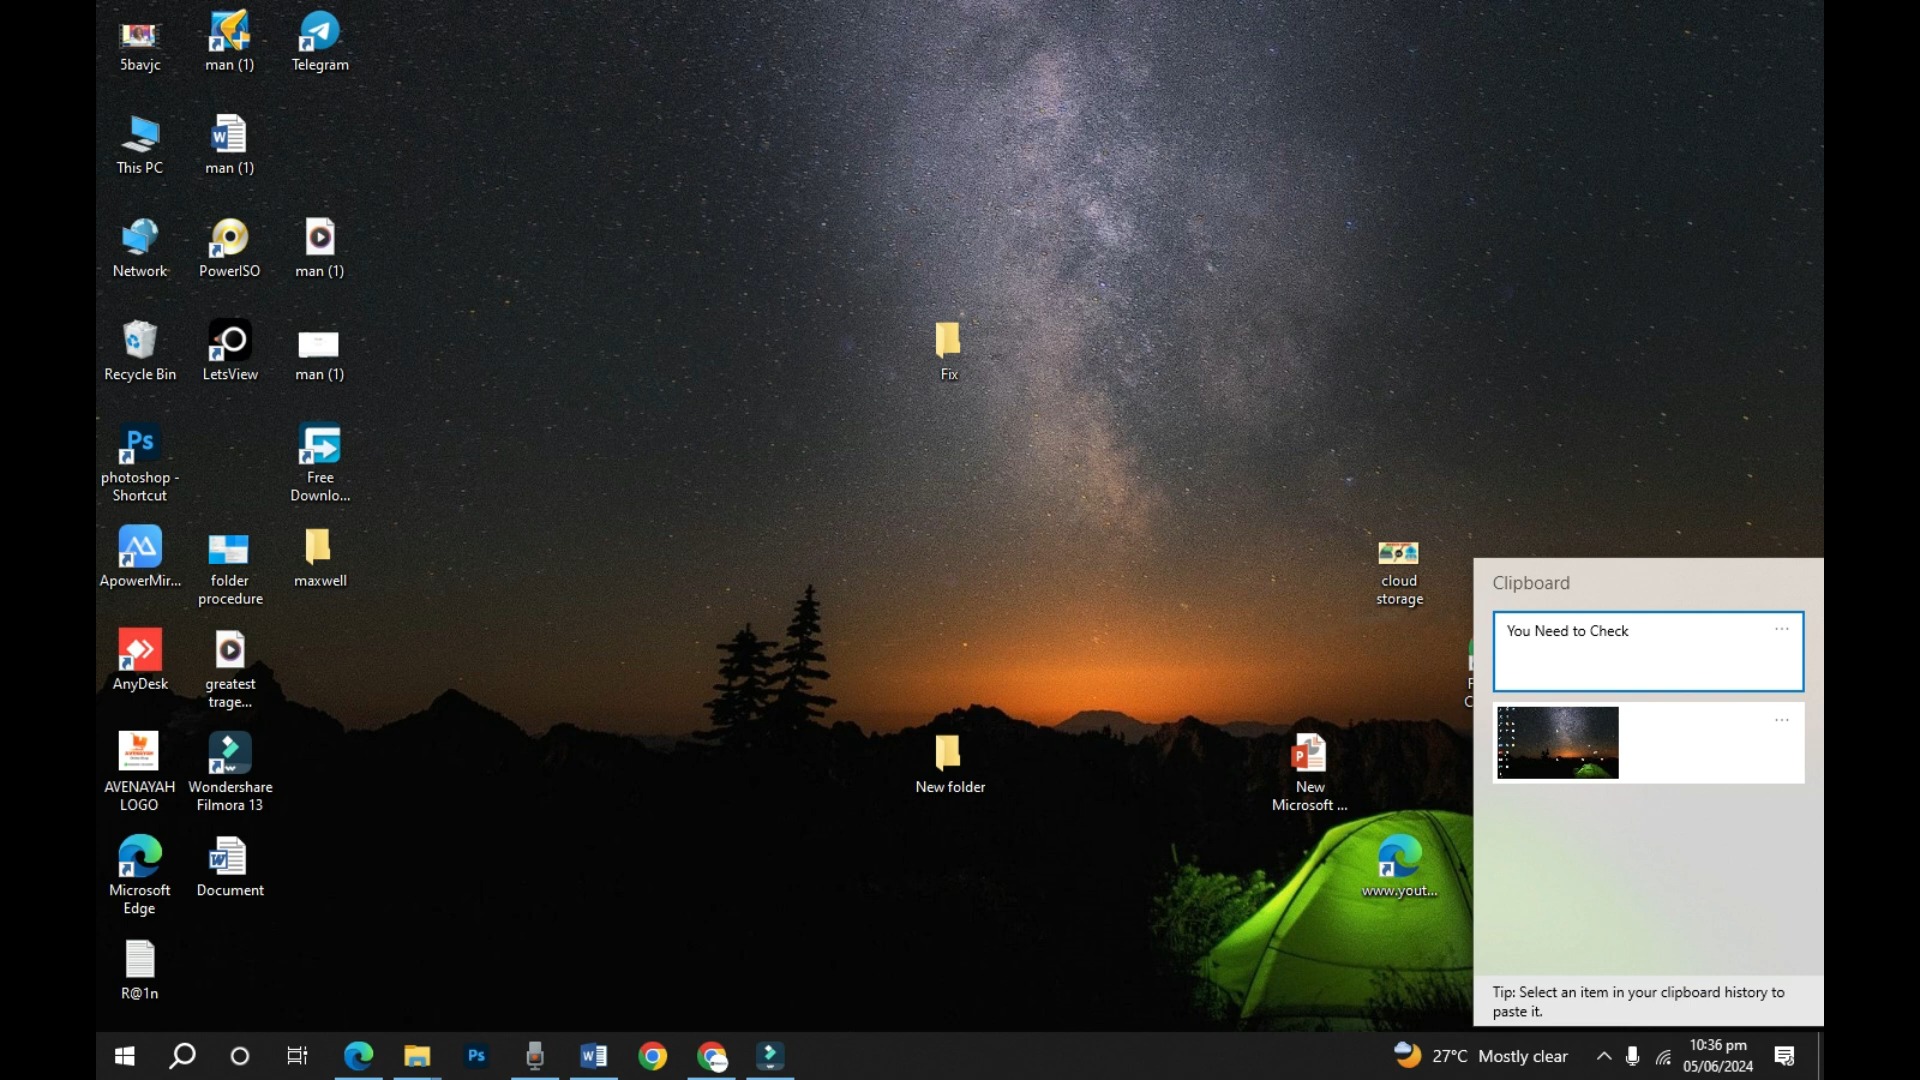 5bavjc
man (1)
Telegram
This PC
man (1)
Network
PowerISO
man (1)
Recycle Bin
LetsView
man (1)
Fix
Ps
photoshop -
Shortcut
Free
Downlo...
ApowerMir...
folder
procedure
maxwell
cloud
storage
AnyDesk
greatest
trage...
AVENAYAH
LOGO
Wondershare
Filmora 13
New folder
New
Microsoft ...
Microsoft
Edge
Document
www.yout...
R@1n
Clipboard
You Need to Check
Tip: Select an item in your clipboard history to
paste it.
Ps
27°C Mostly clear
10:36 pm
05/06/2024